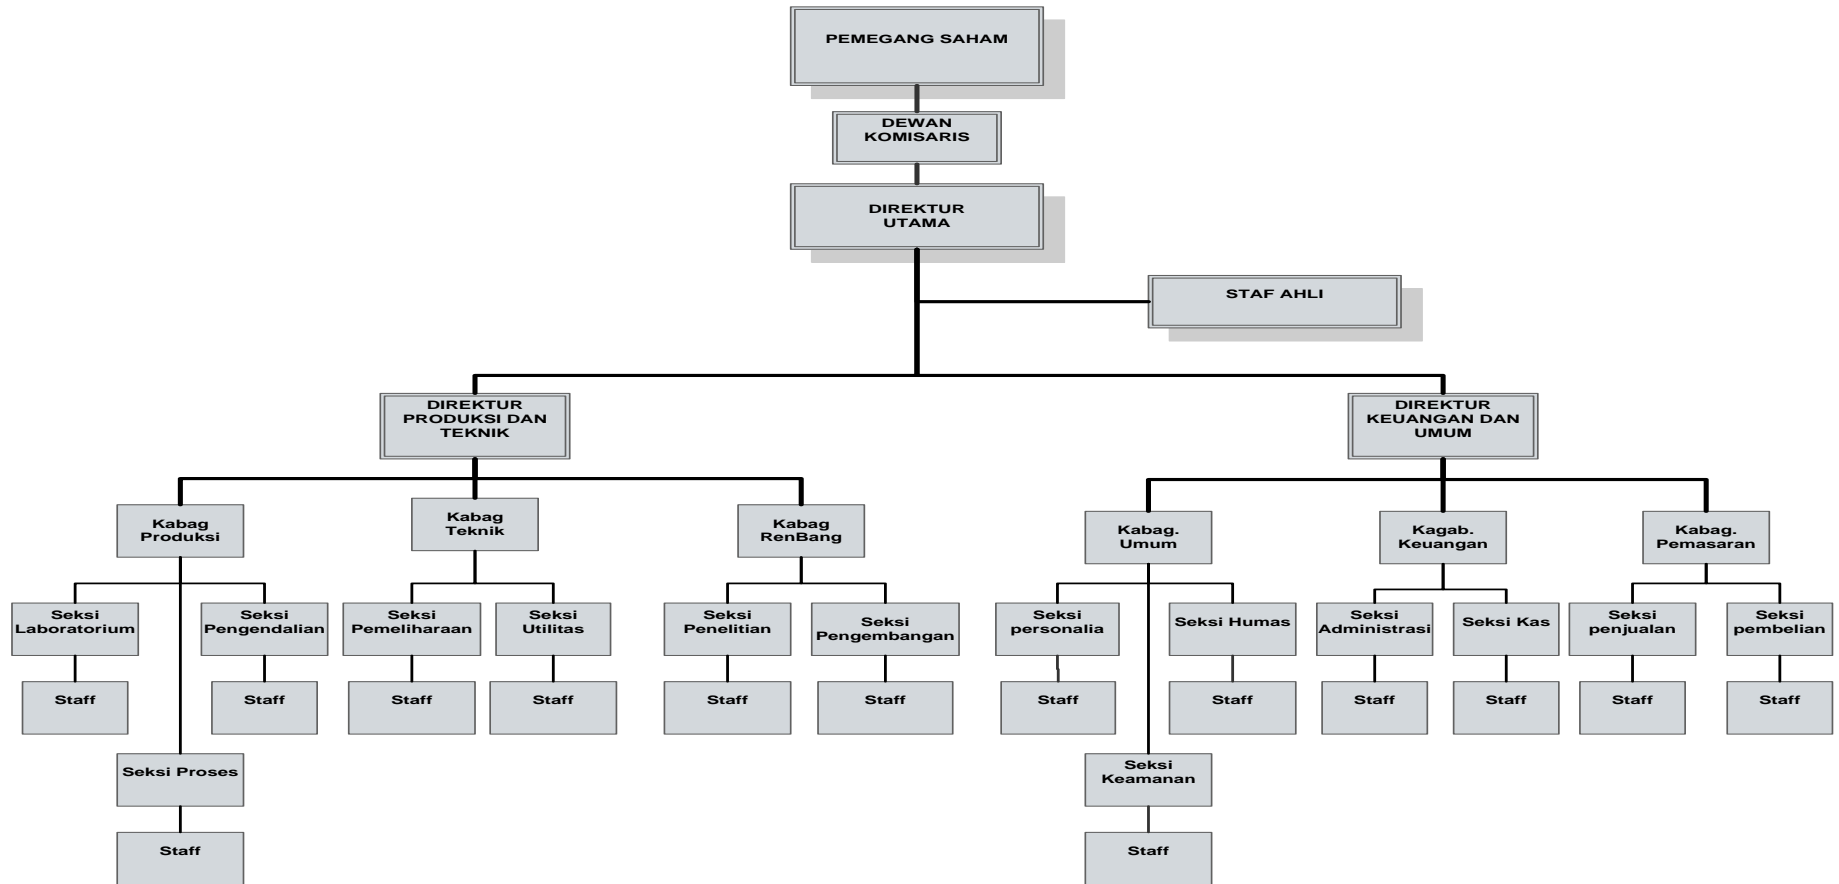 PEMEGANG SAHAM
DEWAN
KOMISARIS
DIREKTUR
UTAMA
STAF AHLI
DIREKTUR
PRODUKSI DAN
TEKNIK
DIREKTUR
KEUANGAN DAN
UMUM
Kabag
Produksi
Kabag
Teknik
Kabag
RenBang
Kabag.
Umum
Kagab.
Keuangan
Kabag.
Pemasaran
Seksi
Laboratorium
Seksi
Pengendalian
Seksi
Pemeliharaan
Seksi
Utilitas
Seksi
Penelitian
Seksi
Pengembangan
Seksi
personalia
Seksi Humas
Seksi
Administrasi
Seksi Kas
Seksi
penjualan
Seksi
pembelian
Staff
Staff
Staff
Staff
Staff
Staff
Staff
Staff
Staff
Staff
Staff
Staff
Seksi Proses
Seksi
Keamanan
Staff
Staff